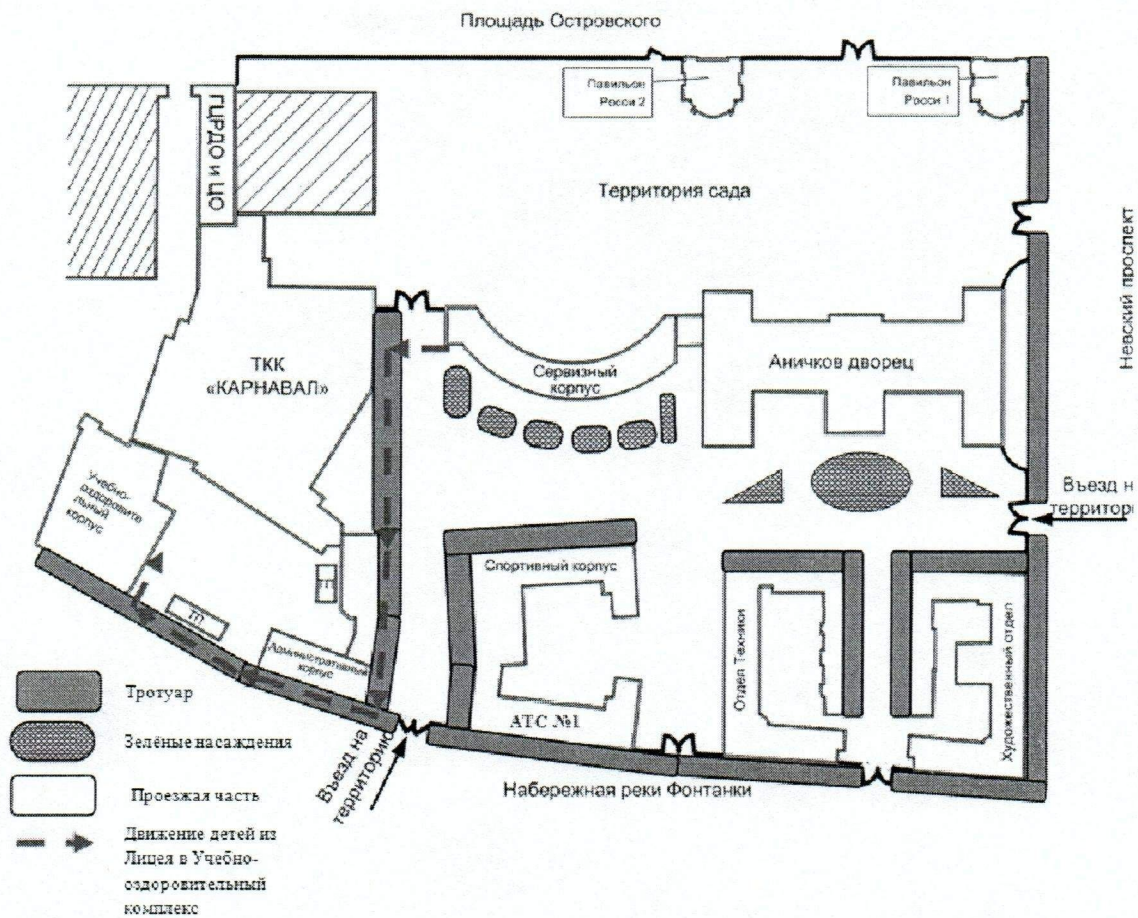 Площадь Островского
Павильон
Росси 2
Павильон
Росси 1
ГЦРДО и ЦО
Территория сада
Невский проспект
ТКК
«КАРНАВАЛ»
Сервизный
корпус
Аничков дворец
Учебно-
оздоровите
льный
корпус
Въезд н
территори
Спортивный корпус
ТП
Административный
корпус
Отдел Техники
Художественный отдел
АТС №1
Въезд на
территорию
Набережная реки Фонтанки
Тротуар
Зелёные насаждения
Проезжая часть
Движение детей из
Лицея в Учебно-
оздоровительный
комплекс